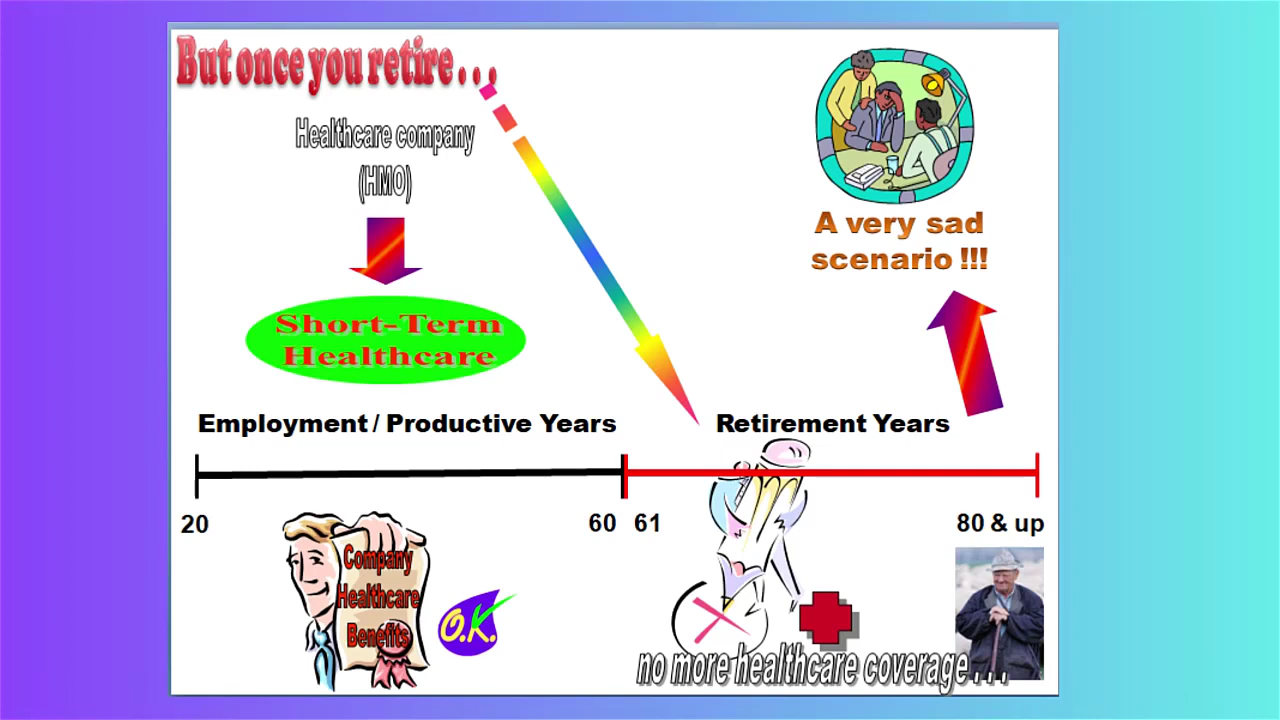 But once you retire . . .
Healthcare company
(HMO)
Short-Term
Healthcare
A very sad
scenario !!!
Employment / Productive Years
Retirement Years
20
60
61
80 & up
Company
Healthcare
Benefits
O.K.
no more healthcare coverage . . .